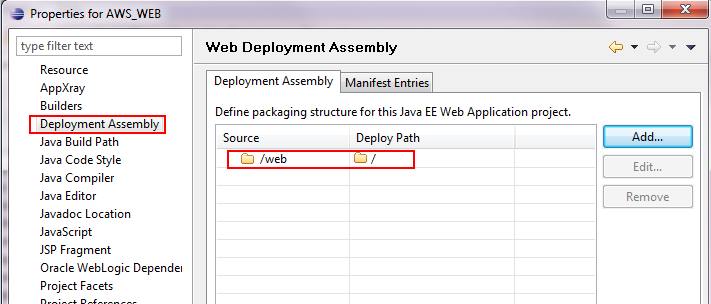 Properties for AWS_WEB
type filter text
Resource
AppXray
Builders
Deployment Assembly
Java Build Path
Java Code Style
Java Compiler
Java Editor
Javadoc Location
JavaScript
JSP Fragment
Oracle WebLogic Depender
Project Facets
Project References
Web Deployment Assembly
Deployment Assembly
Manifest Entries
Define packaging structure for this Java EE Web Application project.
Source Deploy Path
/web /
Add...
Edit...
Remove